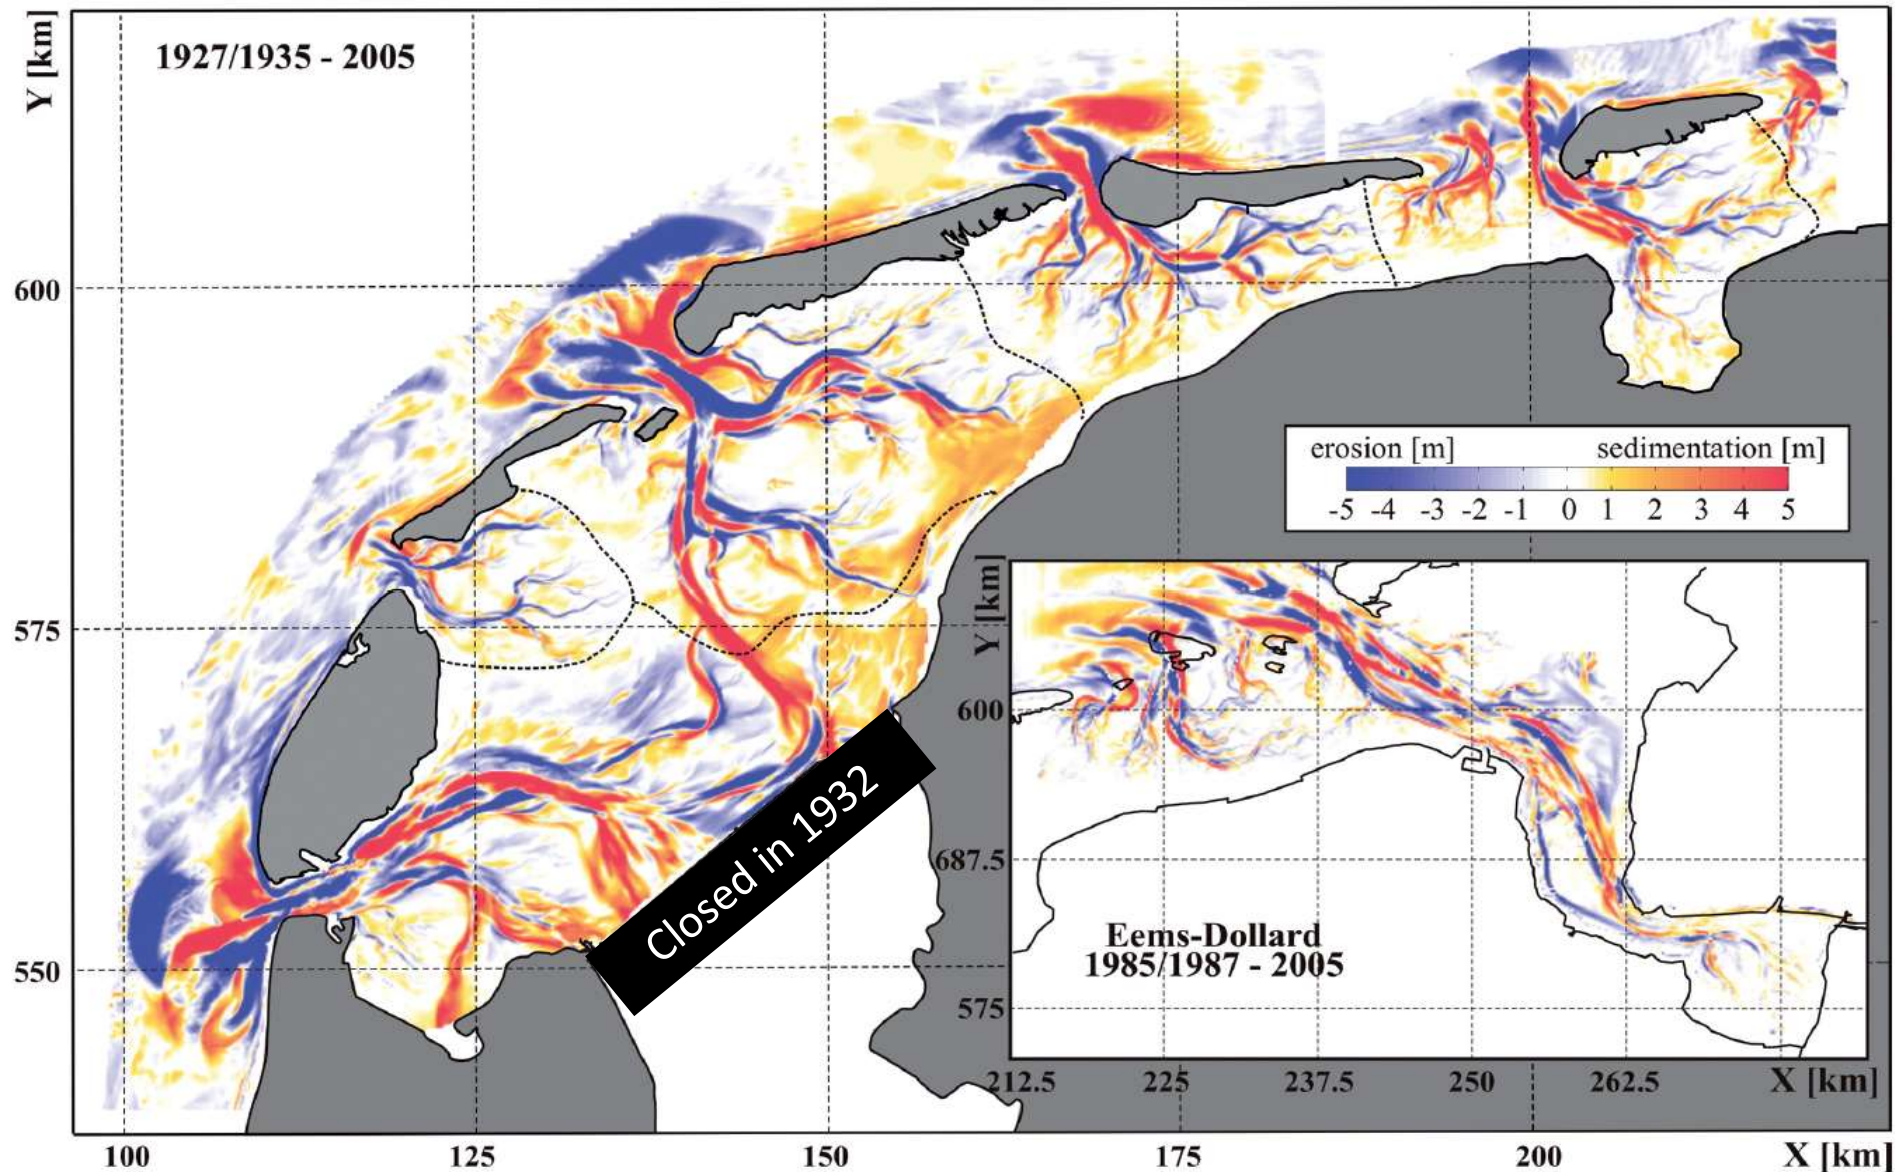 Y [km]
1927/1935 - 2005
600
575
550
erosion [m] sedimentation [m]
-5 -4 -3 -2 -1 0 1 2 3 4 5
Closed in 1932
Y [km]
600
687.5
575
Eems-Dollard
1985/1987 - 2005
212.5 225 237.5 250 262.5 X [km]
100 125 150 175 200 X [km]